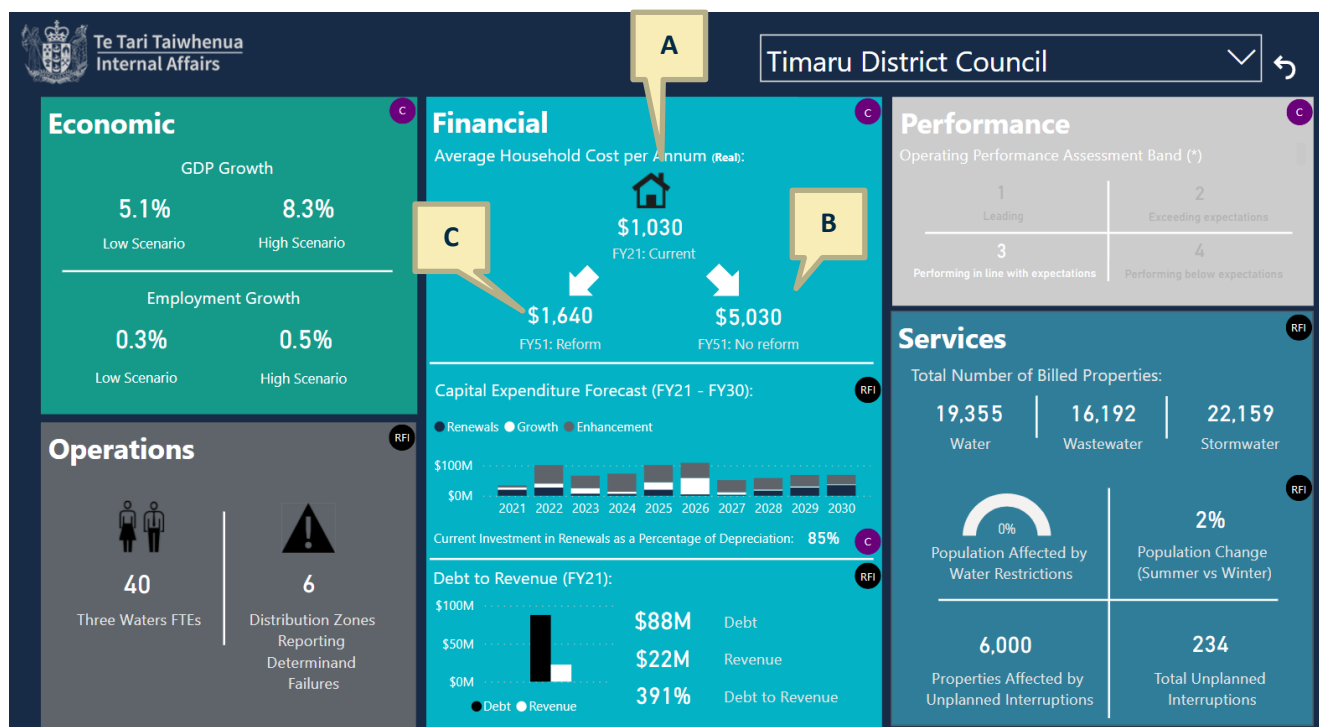 Te Tari Taiwhenua
Internal Affairs
A
Timaru District Council
Economic
C
GDP Growth
5.1%
8.3%
Low Scenario
High Scenario
Employment Growth
0.3%
0.5%
Low Scenario
High Scenario
Operations
RFI
40
6
Three Waters FTEs
Distribution Zones
Reporting
Determinand
Failures
Financial
C
Average Household Cost per Annum (Real):
$1,030
FY21: Current
C
B
$1,640
$5,030
FY51: Reform
FY51: No reform
Capital Expenditure Forecast (FY21 - FY30):
RFI
Renewals Growth Enhancement
$100M
$0M
2021 2022 2023 2024 2025 2026 2027 2028 2029 2030
Current Investment in Renewals as a Percentage of Depreciation: 85%
C
Debt to Revenue (FY21):
RFI
$100M
$50M
$0M
Debt Revenue
$88M Debt
$22M Revenue
391% Debt to Revenue
Performance
C
Operating Performance Assessment Band (*)
1
Leading
2
Exceeding expectations
3
Performing in line with expectations
4
Performing below expectations
Services
RFI
Total Number of Billed Properties:
19,355
16,192
22,159
Water
Wastewater
Stormwater
RFI
0%
Population Affected by
Water Restrictions
2%
Population Change
(Summer vs Winter)
6,000
Properties Affected by
Unplanned Interruptions
234
Total Unplanned
Interruptions